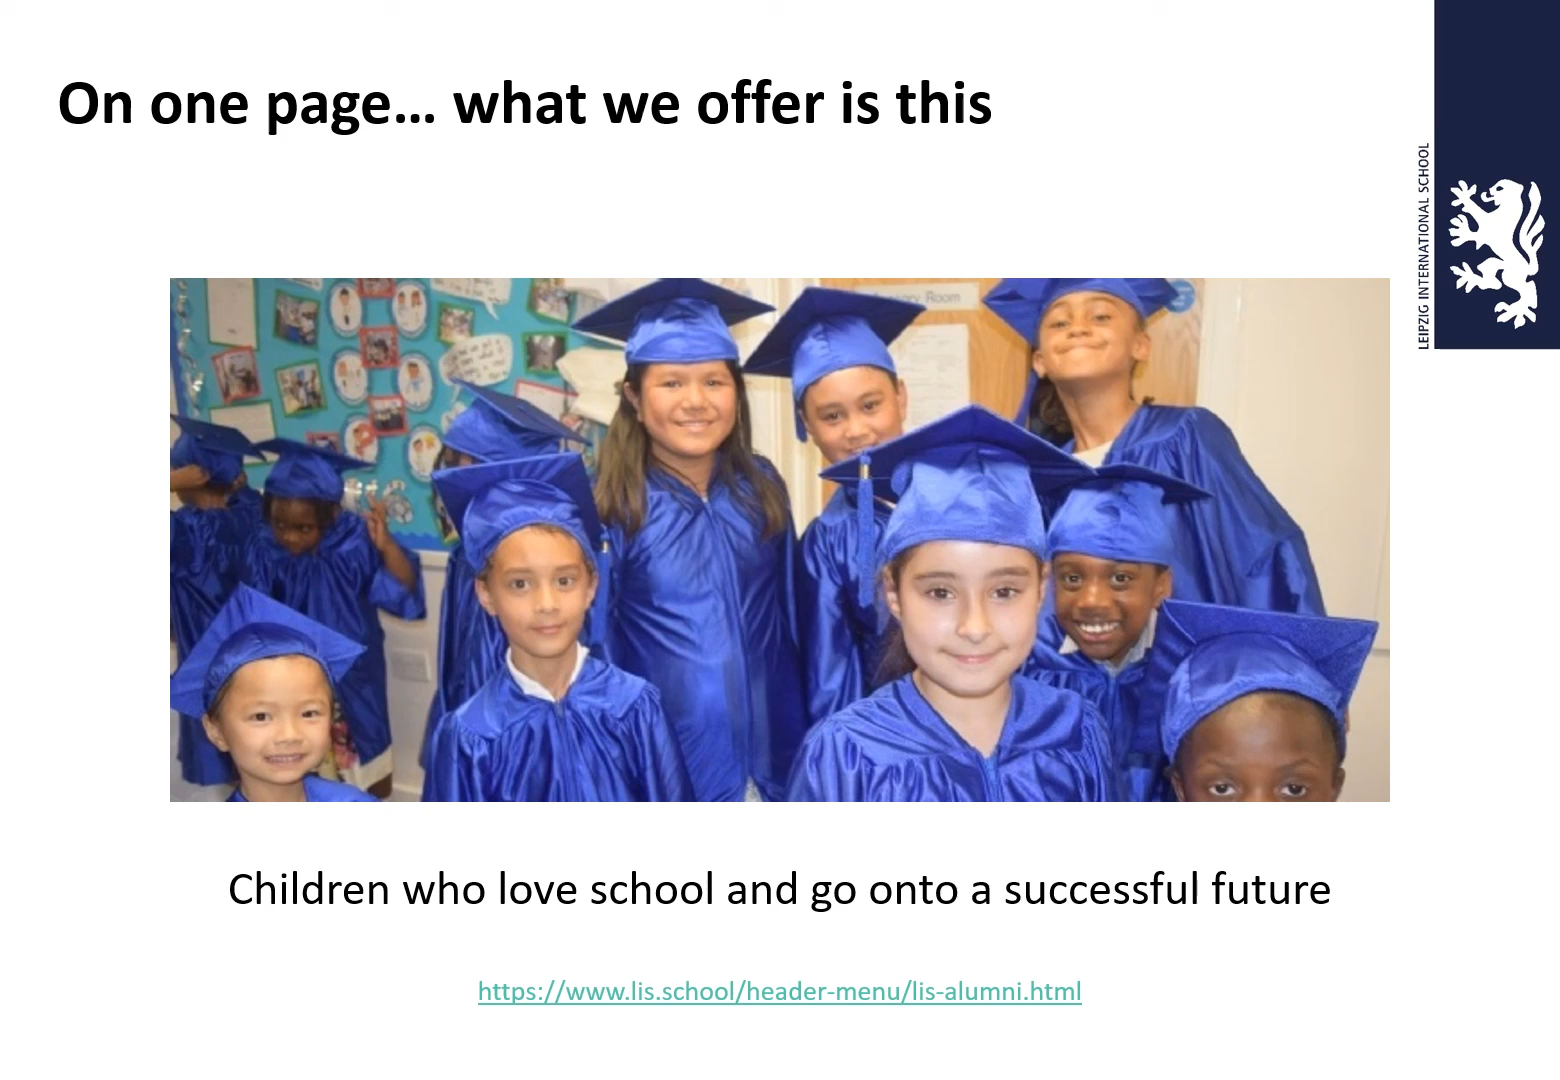 On one page... what we offer is this
LEIPZIG INTERNATIONAL SCHOOL
Room
Children who love school and go onto a successful future
https://www.lis.school/header-menu/lis-alumni.html